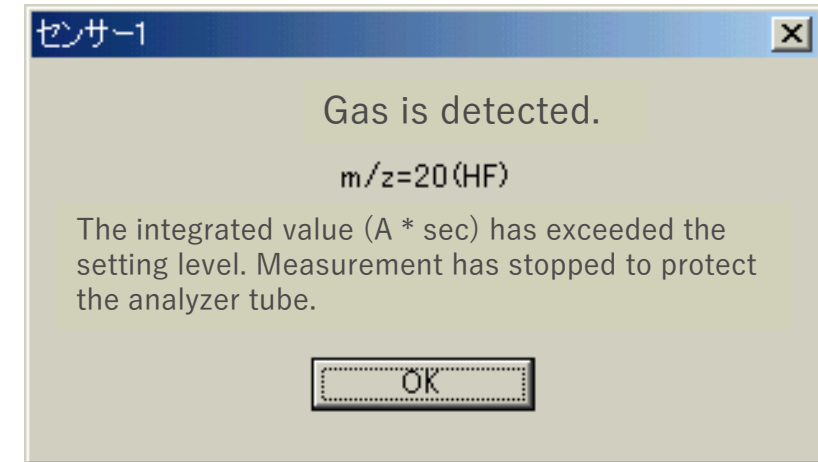 センサー1
Gas is detected.
m/z=20(HF)
The integrated value (A * sec) has exceeded the
setting level. Measurement has stopped to protect
the analyzer tube.
OK